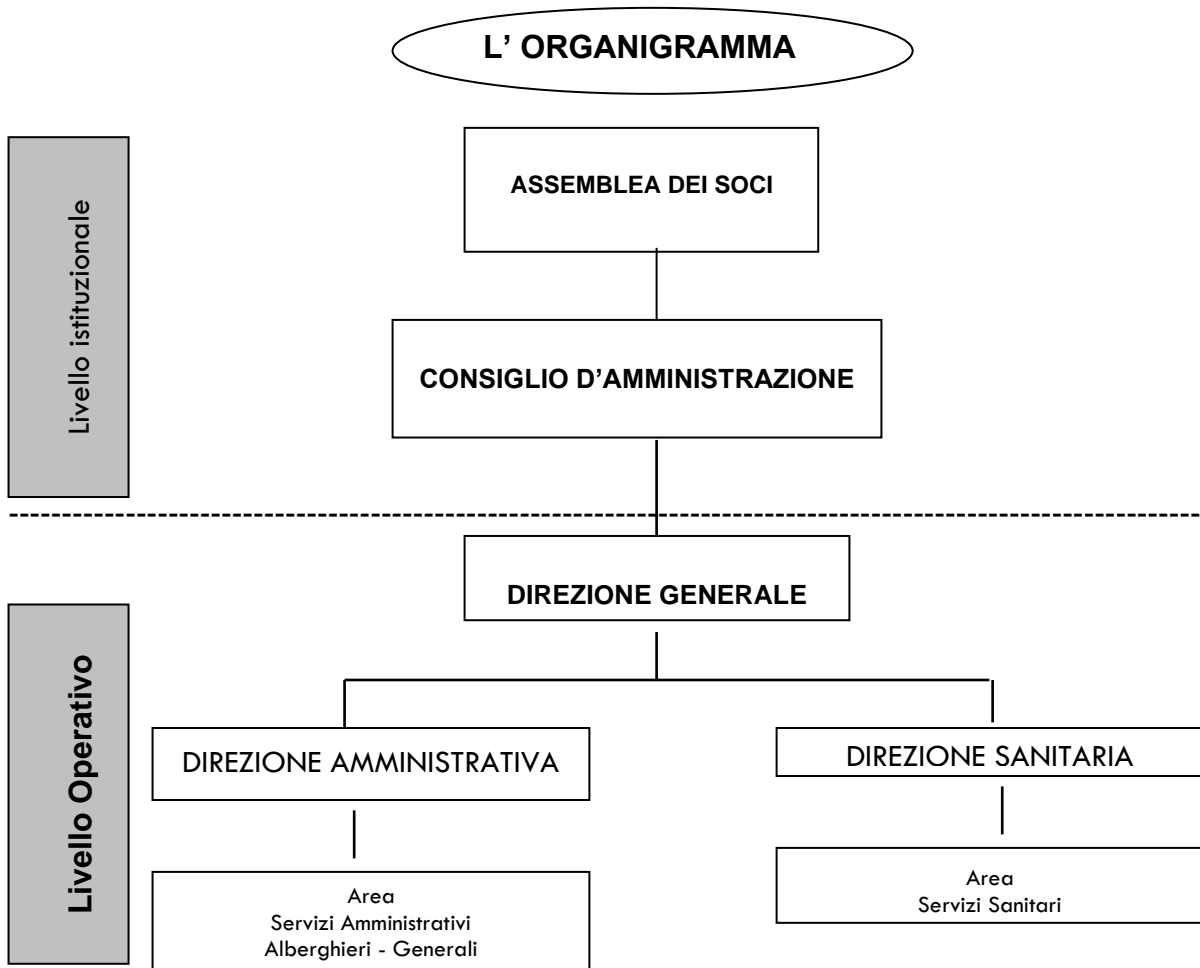 L' ORGANIGRAMMA
Livello istituzionale
ASSEMBLEA DEI SOCI
CONSIGLIO D’AMMINISTRAZIONE
Livello Operativo
DIREZIONE GENERALE
DIREZIONE AMMINISTRATIVA
DIREZIONE SANITARIA
Area
Servizi Amministrativi
Alberghieri - Generali
Area
Servizi Sanitari